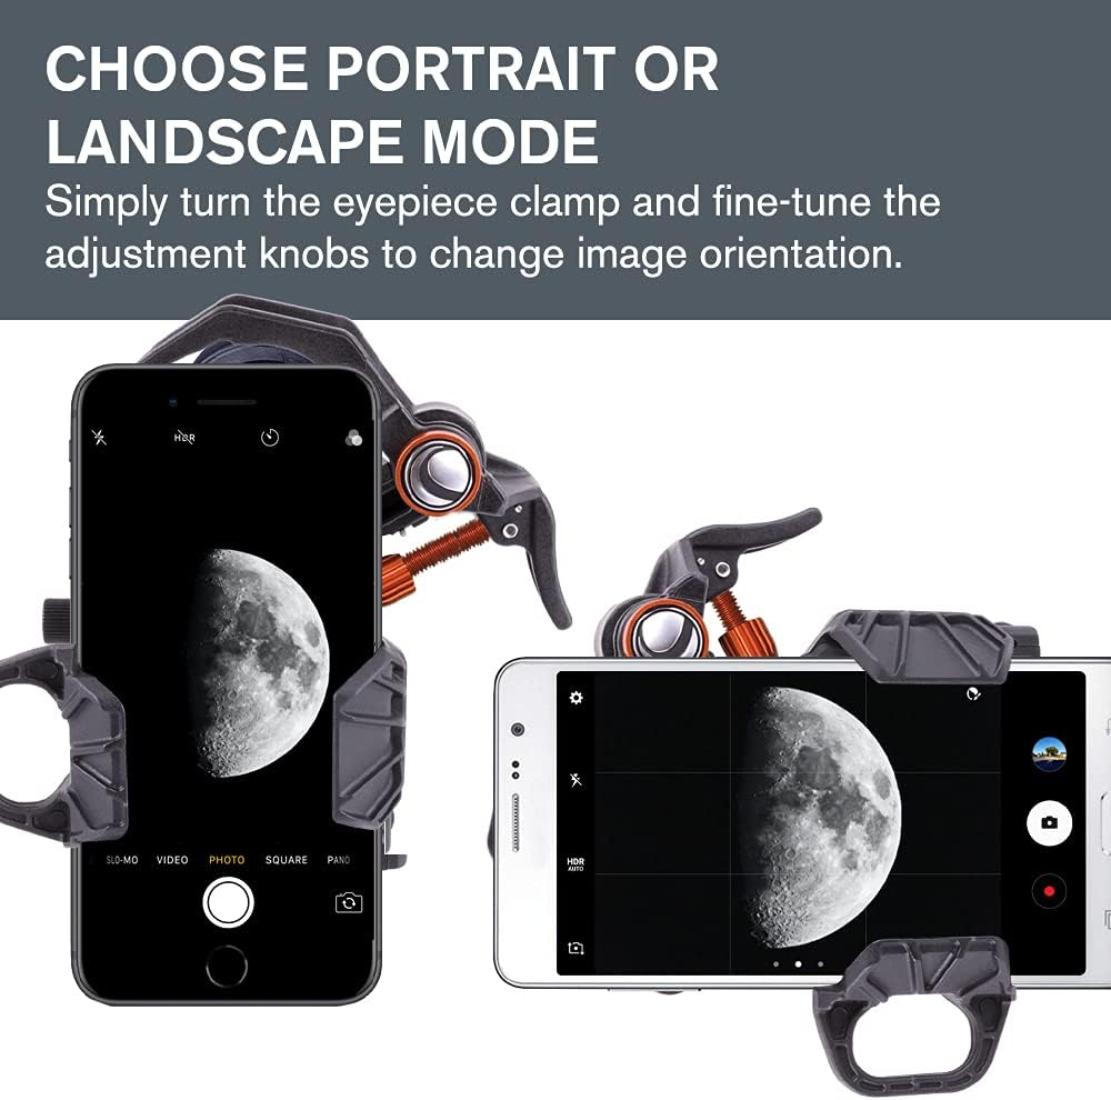 CHOOSE PORTRAIT OR
LANDSCAPE MODE
Simply turn the eyepiece clamp and fine-tune the
adjustment knobs to change image orientation.
HDR
SLO-MO VIDEO PHOTO SQUARE PANO
HDR
AUTO